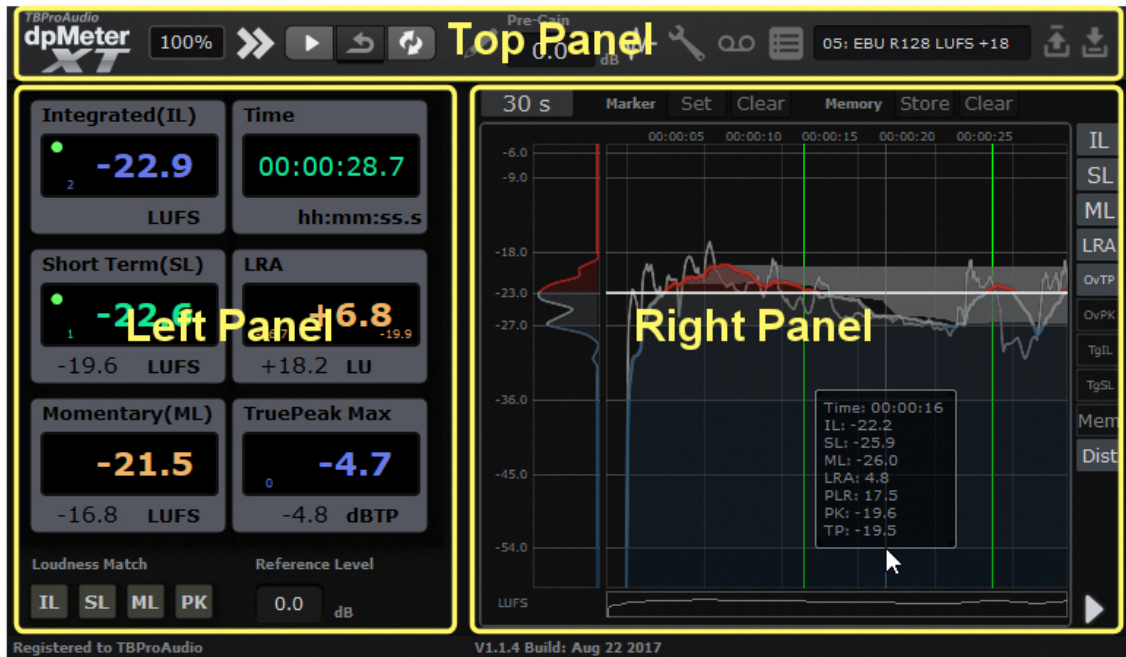 TBProAudio
dpMeter
XT
100%
Pre-Gain
0.0
dB
Top Panel
05: EBU R128 LUFS +18
Integrated(IL)
-22.9
2
LUFS
Time
00:00:28.7
hh:mm:ss.s
Short Term(SL)
-22.6
1
-19.6 LUFS
LRA
+6.8
-19.9
+18.2 LU
Left Panel
Momentary(ML)
-21.5
-16.8 LUFS
TruePeak Max
-4.7
0
-4.8 dBTP
Loudness Match
IL SL ML PK
Reference Level
0.0 dB
30 s Marker Set Clear Memory Store Clear
00:00:05 00:00:10 00:00:15 00:00:20 00:00:25
-6.0
-9.0
-18.0
-23.0
-27.0
-36.0
-45.0
-54.0
LUFS
Right Panel
Time: 00:00:16
IL: -22.2
SL: -25.9
ML: -26.0
LRA: 4.8
PLR: 17.5
PK: -19.6
TP: -19.5
IL
SL
ML
LRA
OvTP
OvPK
TgIL
TgSL
Mem
Dist
Registered to TBProAudio
V1.1.4 Build: Aug 22 2017